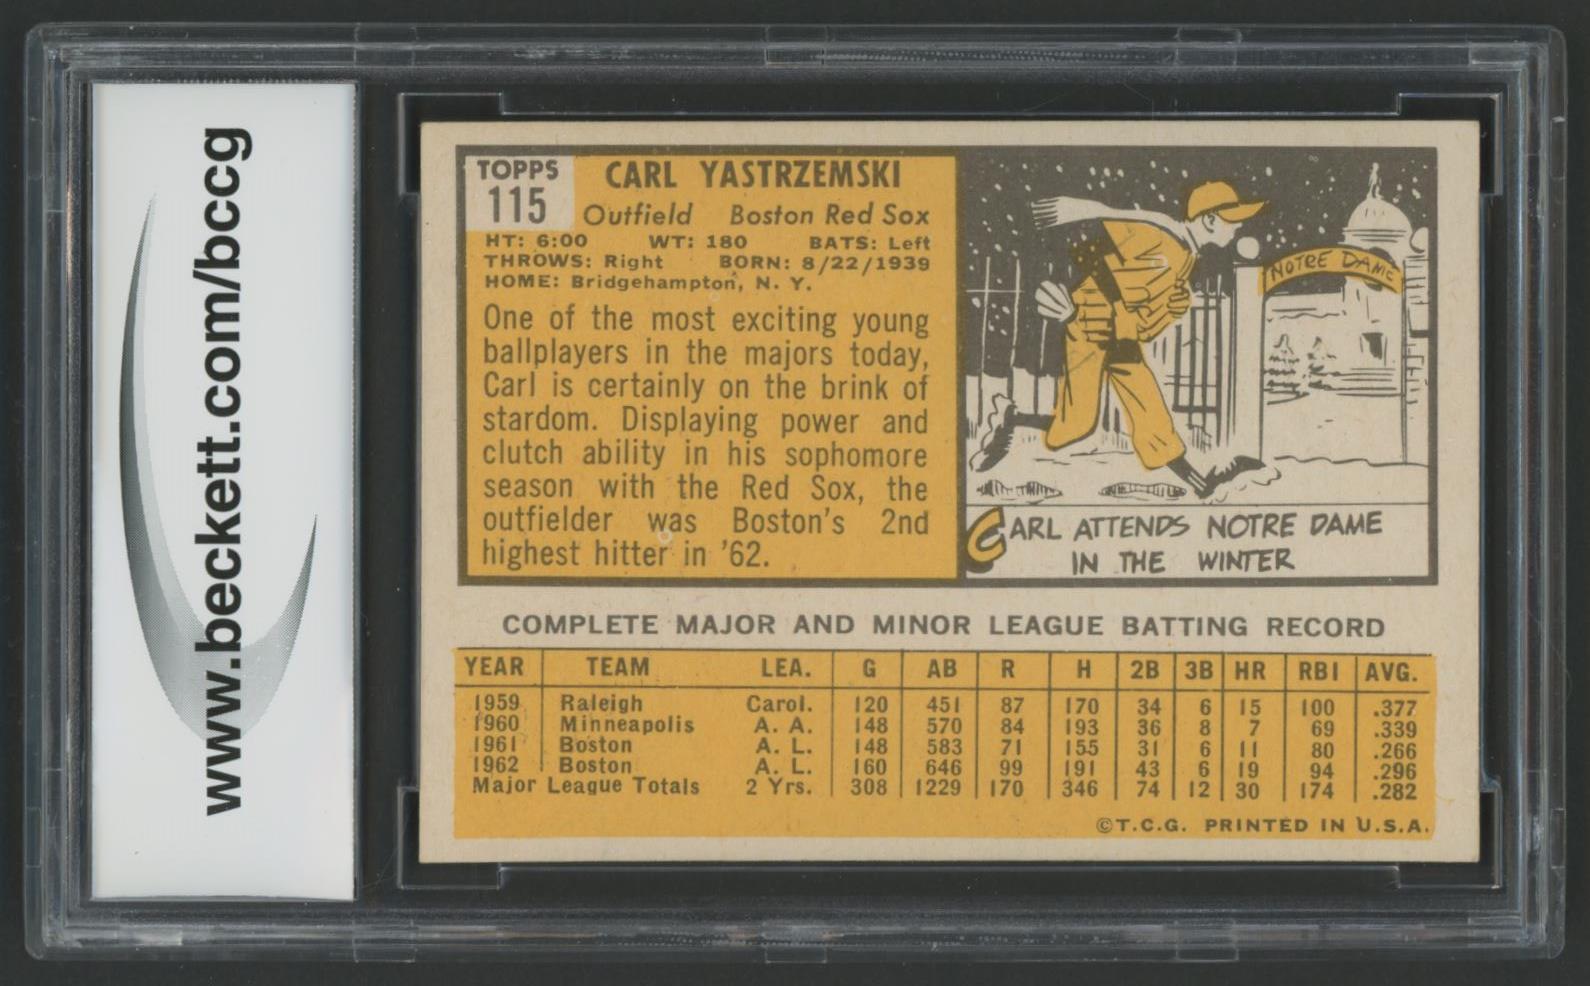 www.beckett.com/bccg
TOPPS
115
CARL YASTRZEMSKI
Outfield Boston Red Sox
HT: 6:00 WT: 180 BATS: Left
THROWS: Right BORN: 8/22/1939
HOME: Bridgehampton, N. Y.
One of the most exciting young
ballplayers in the majors today,
Carl is certainly on the brink of
stardom. Displaying power and
clutch ability in his sophomore
season with the Red Sox, the
outfielder was Boston's 2nd
highest hitter in '62.
NOTRE DAME
CARL ATTENDS NOTRE DAME
IN THE WINTER
COMPLETE MAJOR AND MINOR LEAGUE BATTING RECORD
YEAR TEAM LEA. G AB R H 2B 3B HR RBI AVG.
1959 Raleigh Carol. 120 451 87 170 34 6 15 100 .377
1960 Minneapolis A. A. 148 570 84 193 36 8 7 69 .339
1961 Boston A. L. 148 583 71 155 31 6 11 80 .266
1962 Boston A. L. 160 646 99 191 43 6 19 94 .296
Major League Totals 2 Yrs. 308 1229 170 346 74 12 30 174 .282
©T.C.G. PRINTED IN U.S.A.